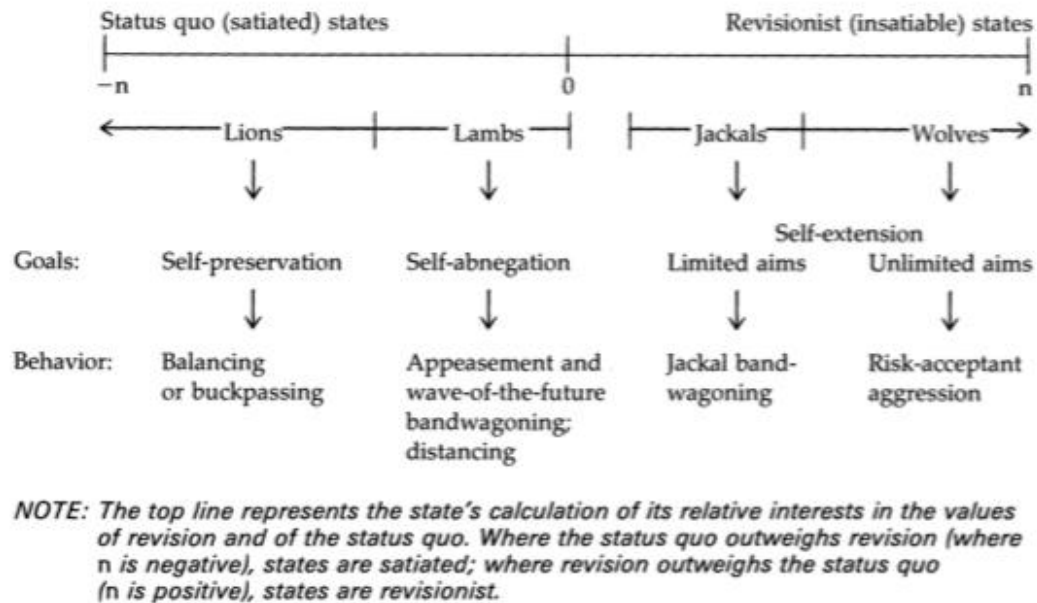 Status quo (satiated) states Revisionist (insatiable) states
−n 0 n
Lions Lambs Jackals Wolves
Self-extension
Goals: Self-preservation Self-abnegation Limited aims Unlimited aims
Behavior: Balancing Appeasement and Jackal band- Risk-acceptant
or buckpassing wave-of-the-future wagoning aggression
bandwagoning;
distancing
NOTE: The top line represents the state's calculation of its relative interests in the values
of revision and of the status quo. Where the status quo outweighs revision (where
n is negative), states are satiated; where revision outweighs the status quo
(n is positive), states are revisionist.